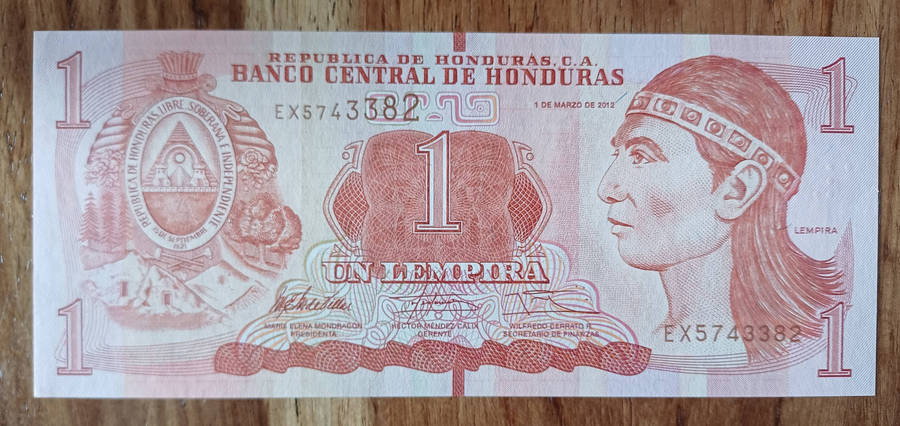 1
REPUBLICA DE HONDURAS, C.A.
1
BANCO CENTRAL DE HONDURAS
EX5743382
1 DE MARZO DE 2012
REPUBLICA DE HONDURAS LIBRE, SOBERANA E INDEPENDIENTE
15 DE SEPTIEMBRE
1821
1
LEMPIRA
UN LEMPORA
MARIA ELENA MONDRAGON
PRESIDENTA
HECTOR MENDEZ CALIX
GERENTE
WILFREDO CERRATO R.
SECRETARIO DE FINANZAS
1
EX5743382
1